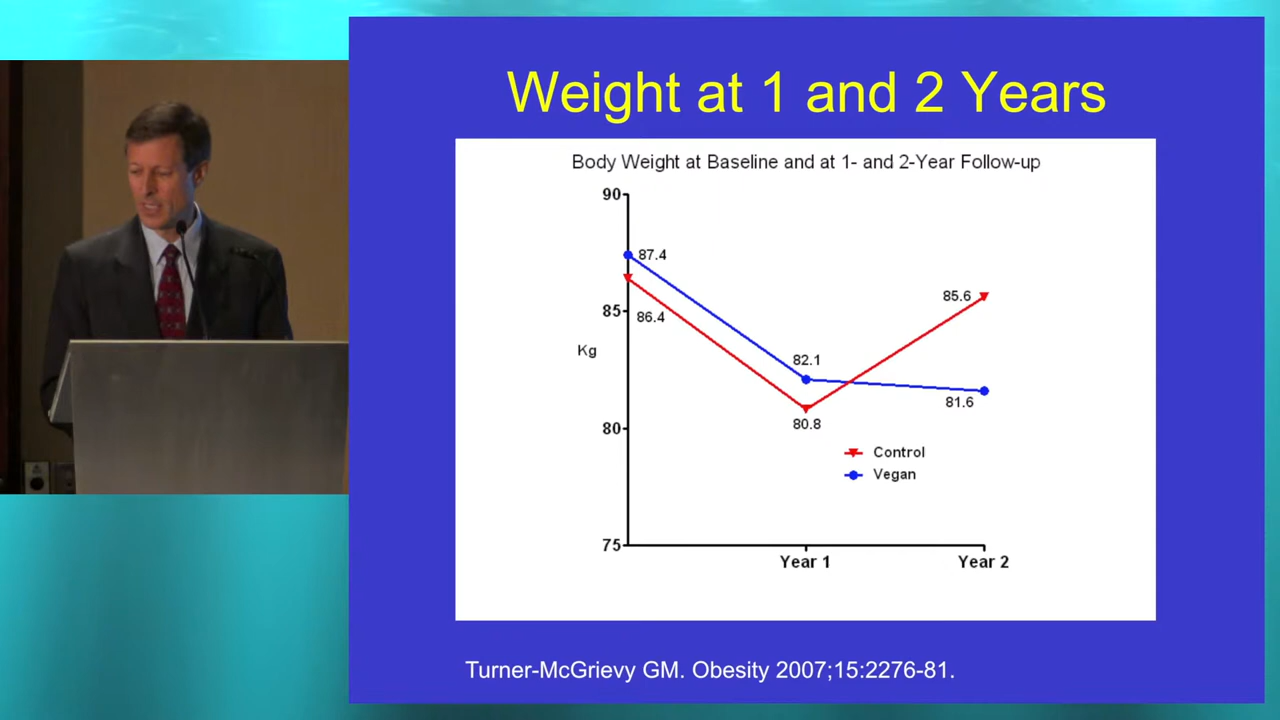 Weight at 1 and 2 Years
Body Weight at Baseline and at 1- and 2-Year Follow-up
90
87.4
85.6
86.4
85
Kg
82.1
81.6
80.8
80
Control
Vegan
75
Year 1
Year 2
Turner-McGrievy GM. Obesity 2007;15:2276-81.